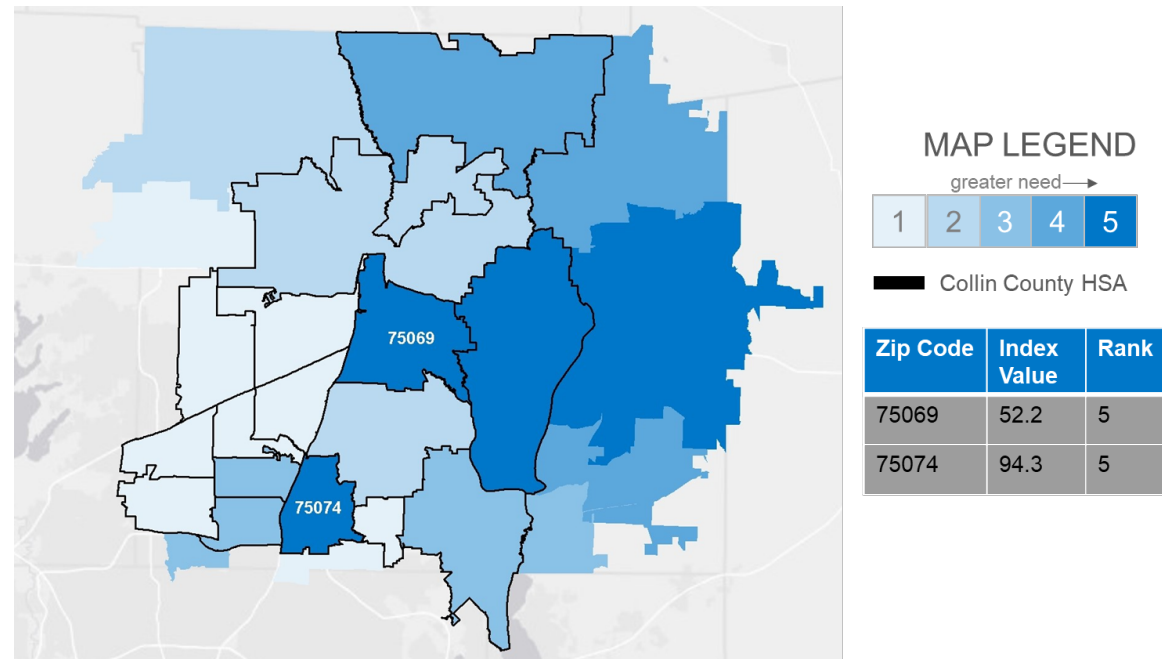 75069
75074
MAP LEGEND
greater need
1 2 3 4 5
Collin County HSA
Zip Code Index Value Rank
75069 52.2 5
75074 94.3 5